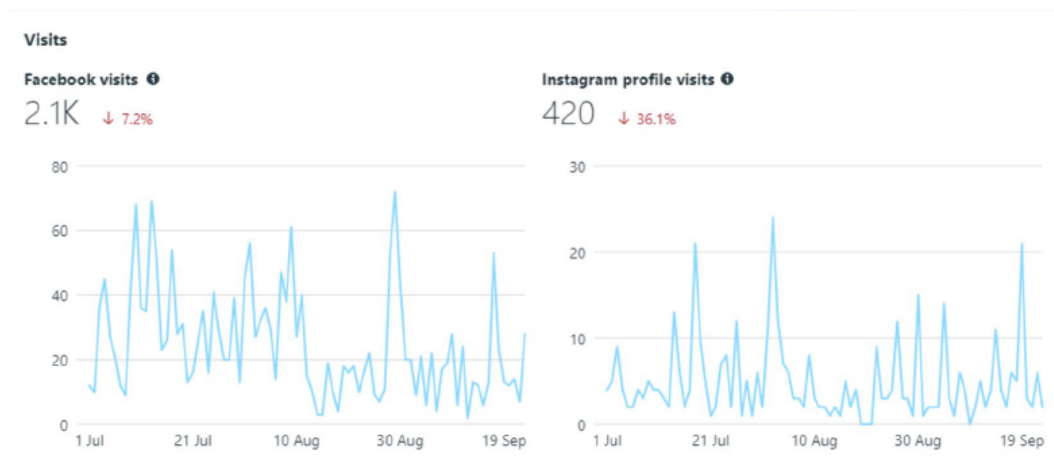 Visits
Facebook visits
2.1K ↓ 7.2%
80
60
40
20
0
1 Jul 21 Jul 10 Aug 30 Aug 19 Sep
Instagram profile visits
420 ↓ 36.1%
30
20
10
0
1 Jul 21 Jul 10 Aug 30 Aug 19 Sep